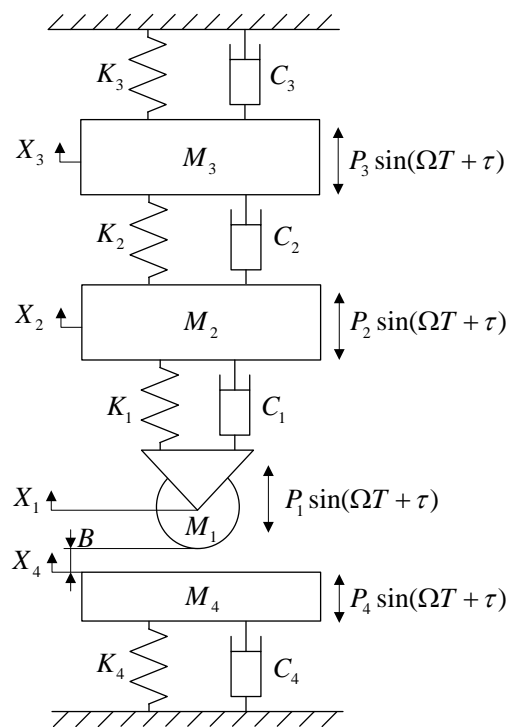 K₃
C₃
X₃
M₃
P₃ sin(ΩT + τ)
K₂
C₂
X₂
M₂
P₂ sin(ΩT + τ)
K₁
C₁
X₁
M₁
P₁ sin(ΩT + τ)
B
X₄
M₄
P₄ sin(ΩT + τ)
K₄
C₄